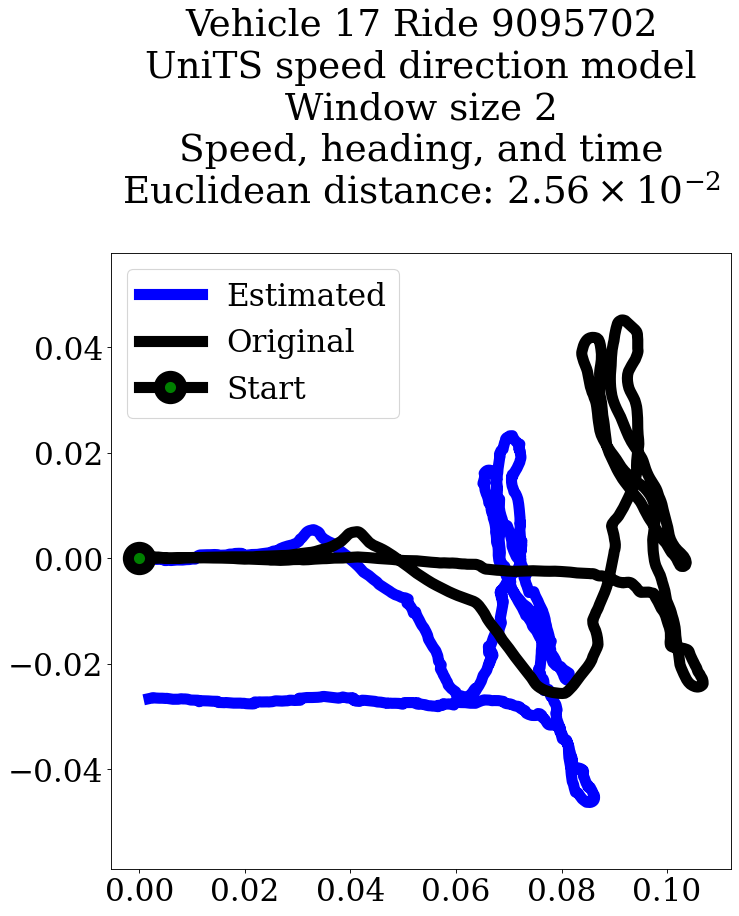 Vehicle 17 Ride 9095702
UniTS speed direction model
Window size 2
Speed, heading, and time
Euclidean distance: 2.56 × 10⁻²
Estimated
Original
Start
0.04
0.02
0.00
−0.02
−0.04
0.00 0.02 0.04 0.06 0.08 0.10